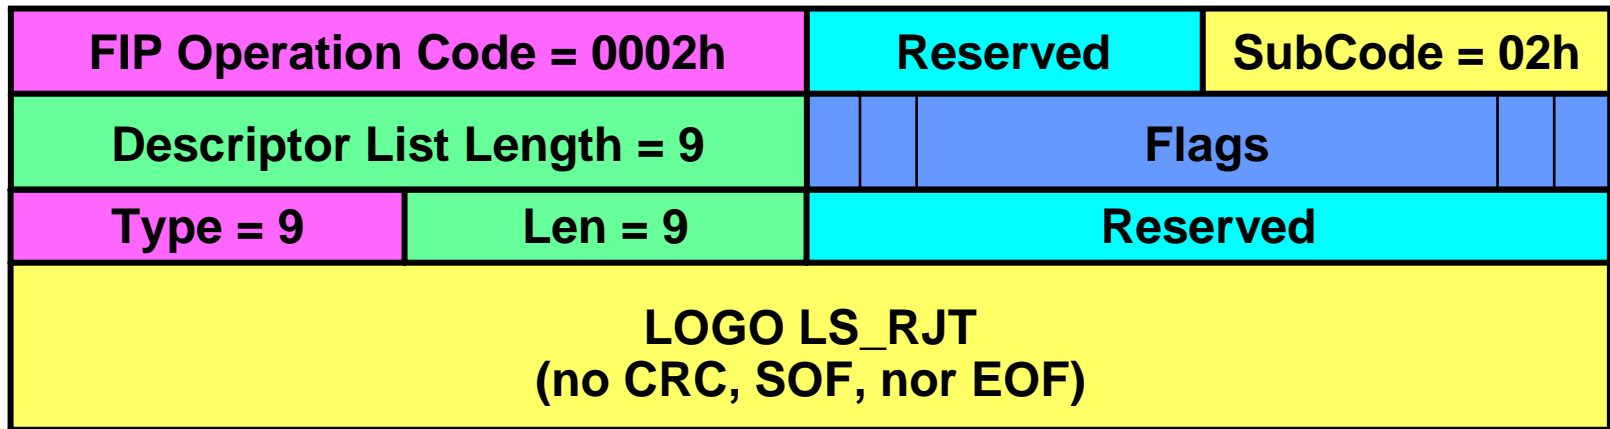 FIP Operation Code = 0002h Reserved SubCode = 02h
Descriptor List Length = 9 Flags
Type = 9 Len = 9 Reserved
LOGO LS_RJT
(no CRC, SOF, nor EOF)